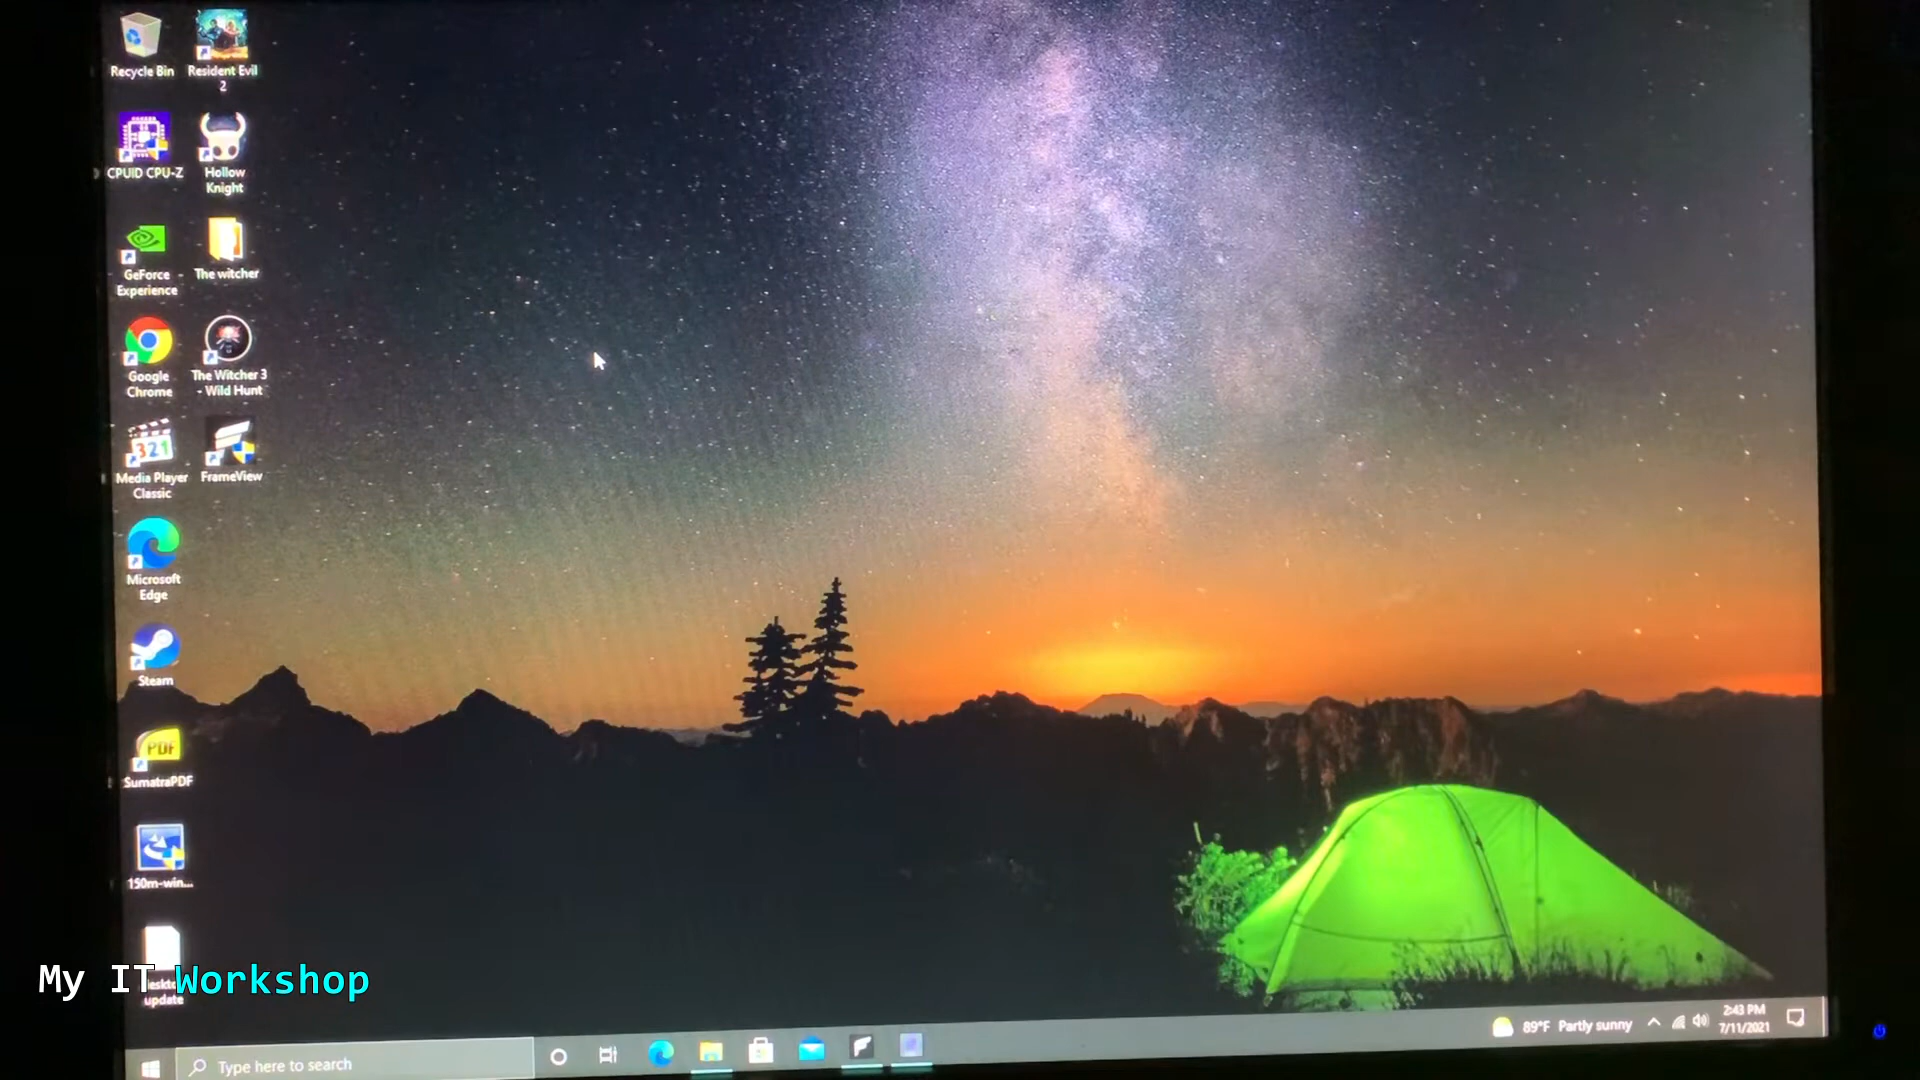 Recycle Bin
Resident Evil
2
CPUID CPU-Z
Hollow
Knight
GeForce
Experience
The witcher
Google
Chrome
The Witcher 3
- Wild Hunt
321
Media Player
Classic
FrameView
Microsoft
Edge
Steam
PDF
SumatraPDF
150m-win...
update
My IT Workshop
Type here to search
89°F Partly sunny
2:43 PM
7/11/2021